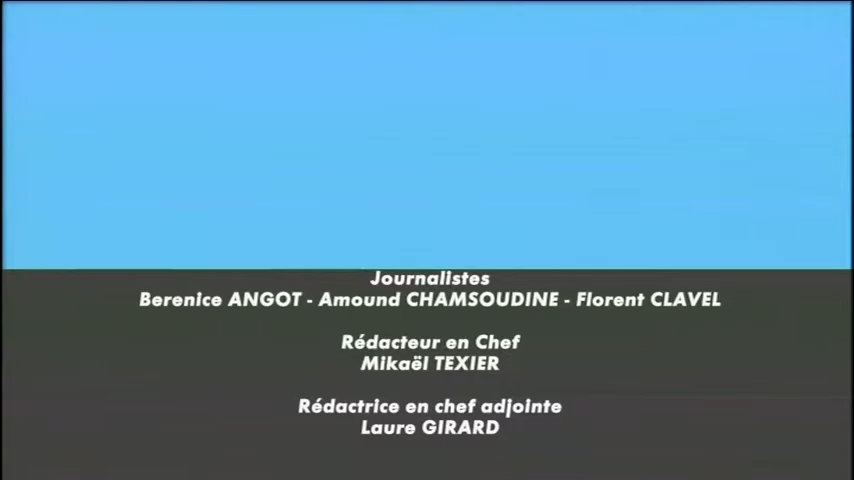 Journalistes
Berenice ANGOT - Amound CHAMSOUDINE - Florent CLAVEL
Rédacteur en Chef
Mikaël TEXIER
Rédactrice en chef adjointe
Laure GIRARD